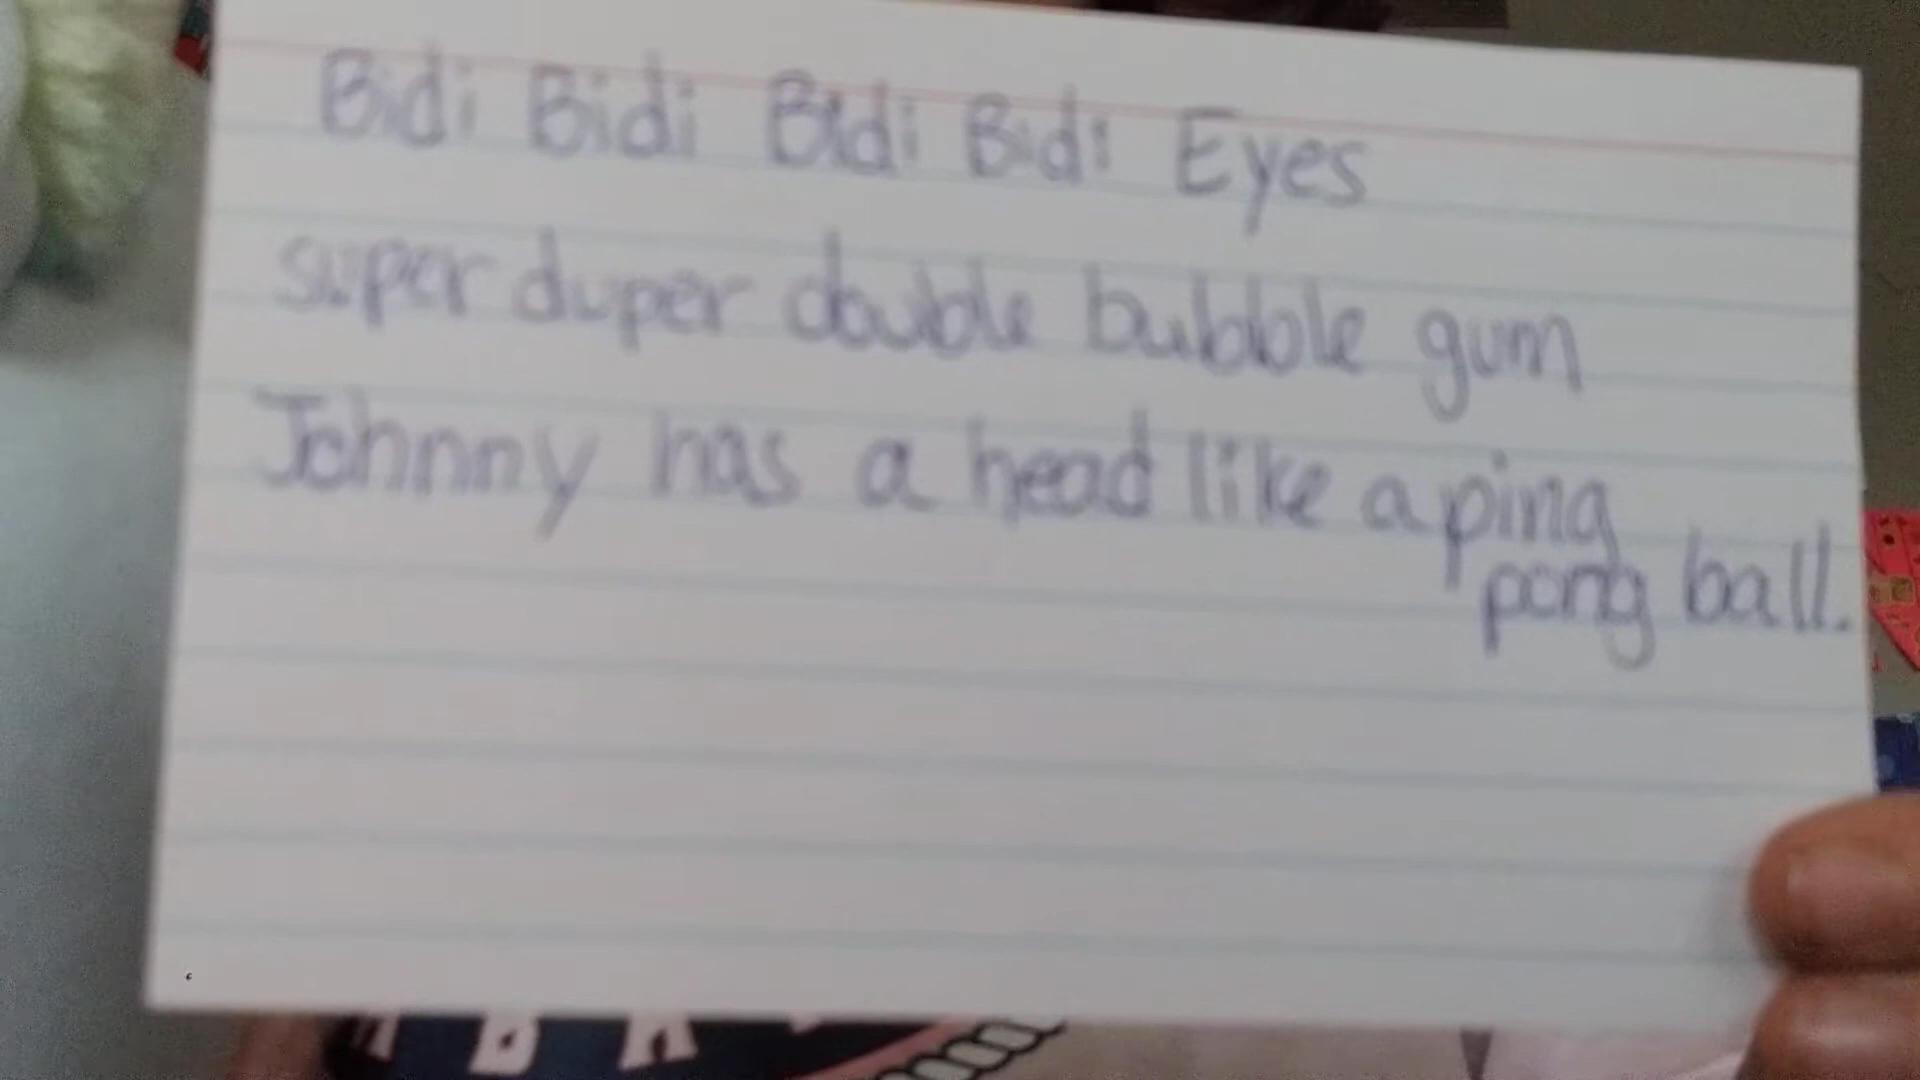 Bidi Bidi Bidi Bidi Eyes
super duper double bubble gum
Johnny has a head like a ping
pong ball.